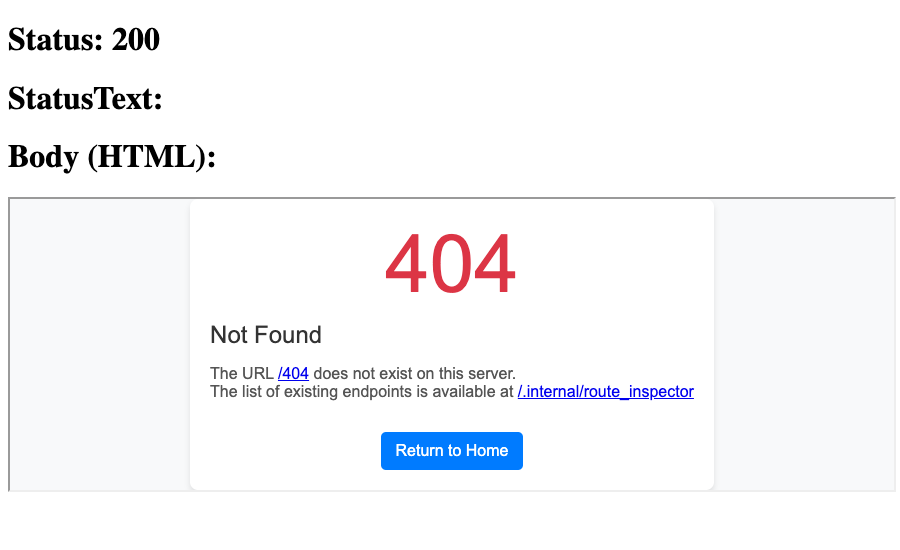 Status: 200
StatusText:
Body (HTML):
404
Not Found
The URL /404 does not exist on this server.
The list of existing endpoints is available at /.internal/route_inspector
Return to Home